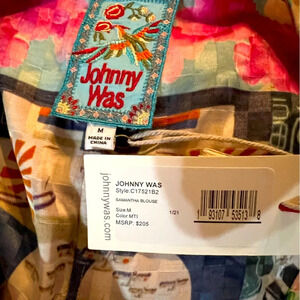 Johnny
Was
M
MADE IN
CHINA
johnnywas.com
JOHNNY WAS
Style:C17521B2
SAMANTHA BLOUSE
Size:M 1/21
Color:MTI
MSRP: $205
1 93107 53513 8